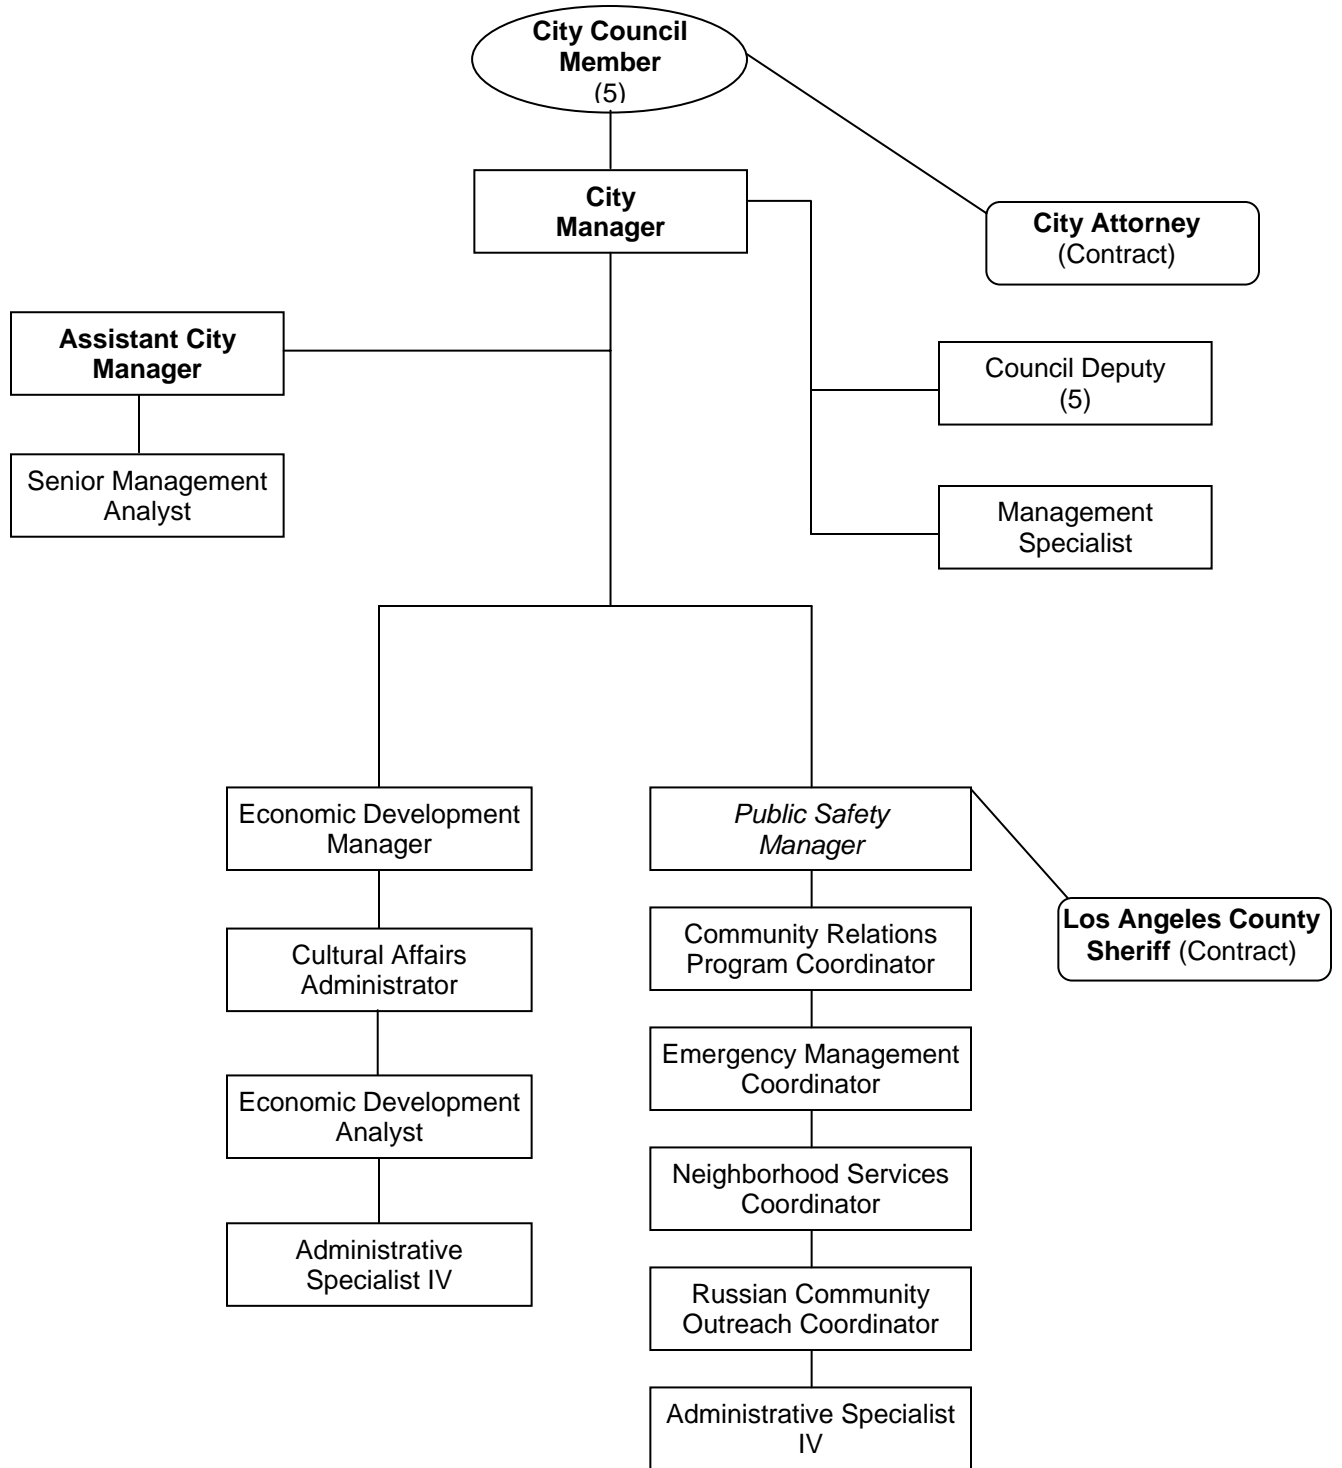 City Council
Member
(5)
City
Manager
City Attorney
(Contract)
Assistant City
Manager
Council Deputy
(5)
Senior Management
Analyst
Management
Specialist
Economic Development
Manager
Public Safety
Manager
Los Angeles County
Sheriff (Contract)
Cultural Affairs
Administrator
Community Relations
Program Coordinator
Emergency Management
Coordinator
Economic Development
Analyst
Neighborhood Services
Coordinator
Administrative
Specialist IV
Russian Community
Outreach Coordinator
Administrative Specialist
IV